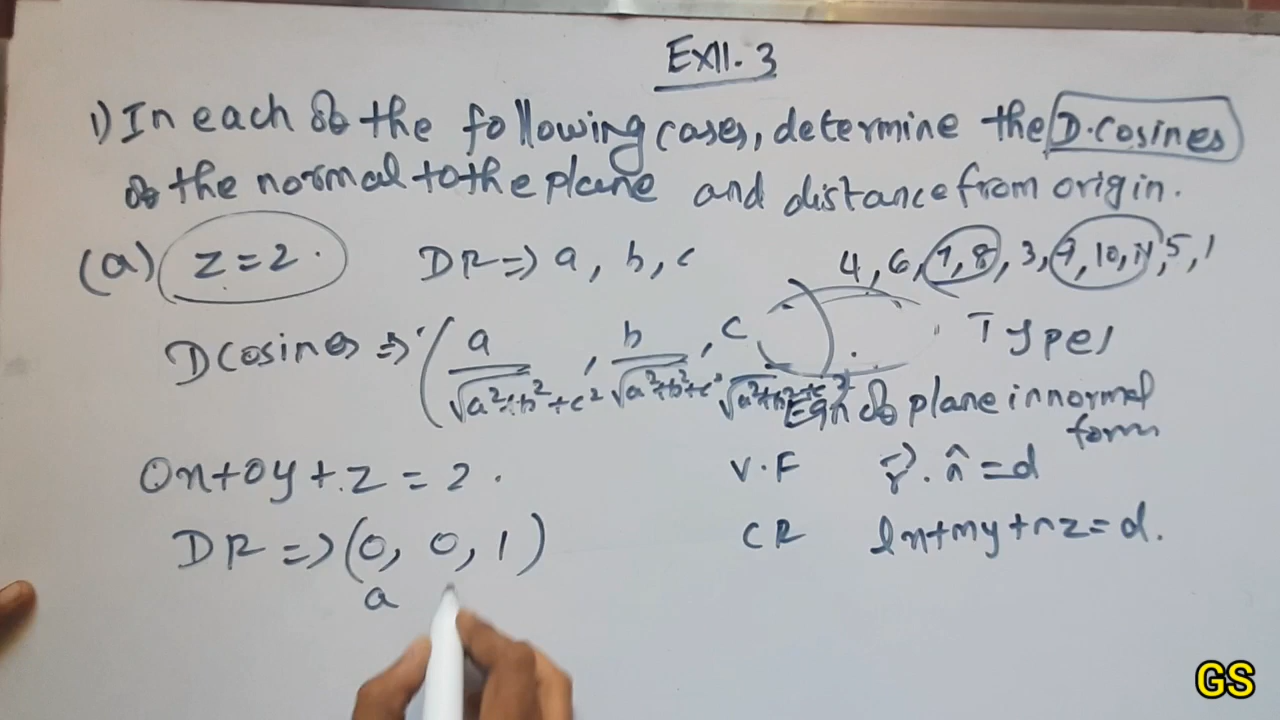 EX11.3
1) In each of the following cases, determine the D.Cosines
of the normal to the plane and distance from origin.
(a) z=2. DR => a, b, c 4, 6, 7, 8, 3, 9, 10, 11, 5, 1
DCosines => ( a/√a²+b²+c², b/√a²+b²+c², c/√a²+b²+c² ) Types
Eqn of plane in normal
form
0x+0y+z=2. V.F r⃗. n̂ =d
DR => (0, 0, 1) CR lx+my+nz=d.
a
GS